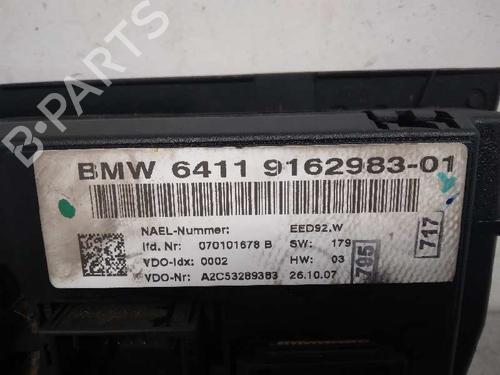 B-PARTS
BMW 6411 9162983-01
NAEL-Nummer: EED92.W
lfd. Nr: 070101678 B SW: 179
VDO-Idx: 0002 HW: 03
VDO-Nr: A2C53289383 26.10.07
795
717